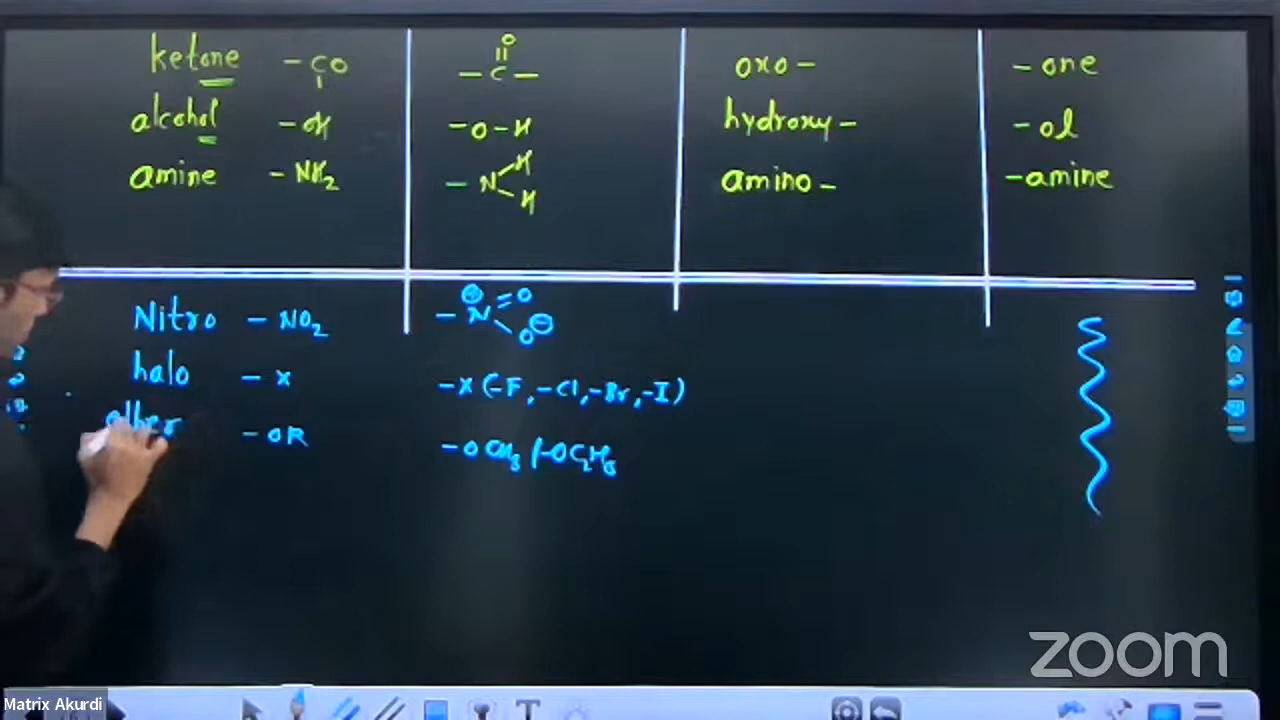 ketone -CO -C- oxo- -one
O
||
alcohol -OH -O-H hydroxy- -ol
amine -NH2 -N amino- -amine
H
H
Nitro -NO2 -N
⊕ =O
O⊖
halo -X -X (-F, -Cl, -Br, -I)
ether -OR -OCH3 / -OC2H5
zoom
Matrix Akurdi
T